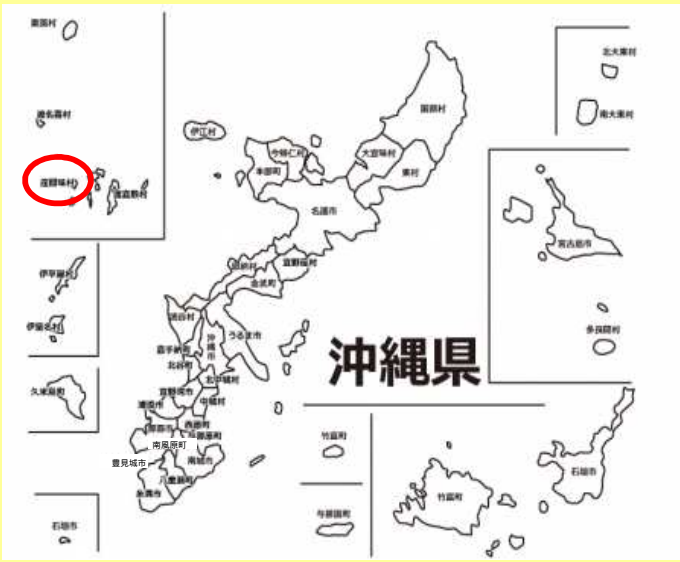 粟国村
渡名喜村
座間味村
渡嘉敷村
伊平屋村
伊是名村
久米島町
石垣市
伊江村
今帰仁村
本部町
国頭村
大宜味村
東村
名護市
恩納村
宜野座村
金武町
読谷村
うるま市
沖縄市
嘉手納町
北谷町
北中城村
宜野湾市
中城村
浦添市
西原町
那覇市
与那原町
南風原町
豊見城市
南城市
八重瀬町
糸満市
沖縄県
北大東村
南大東村
宮古島市
多良間村
竹富町
与那国町
竹富町
石垣市